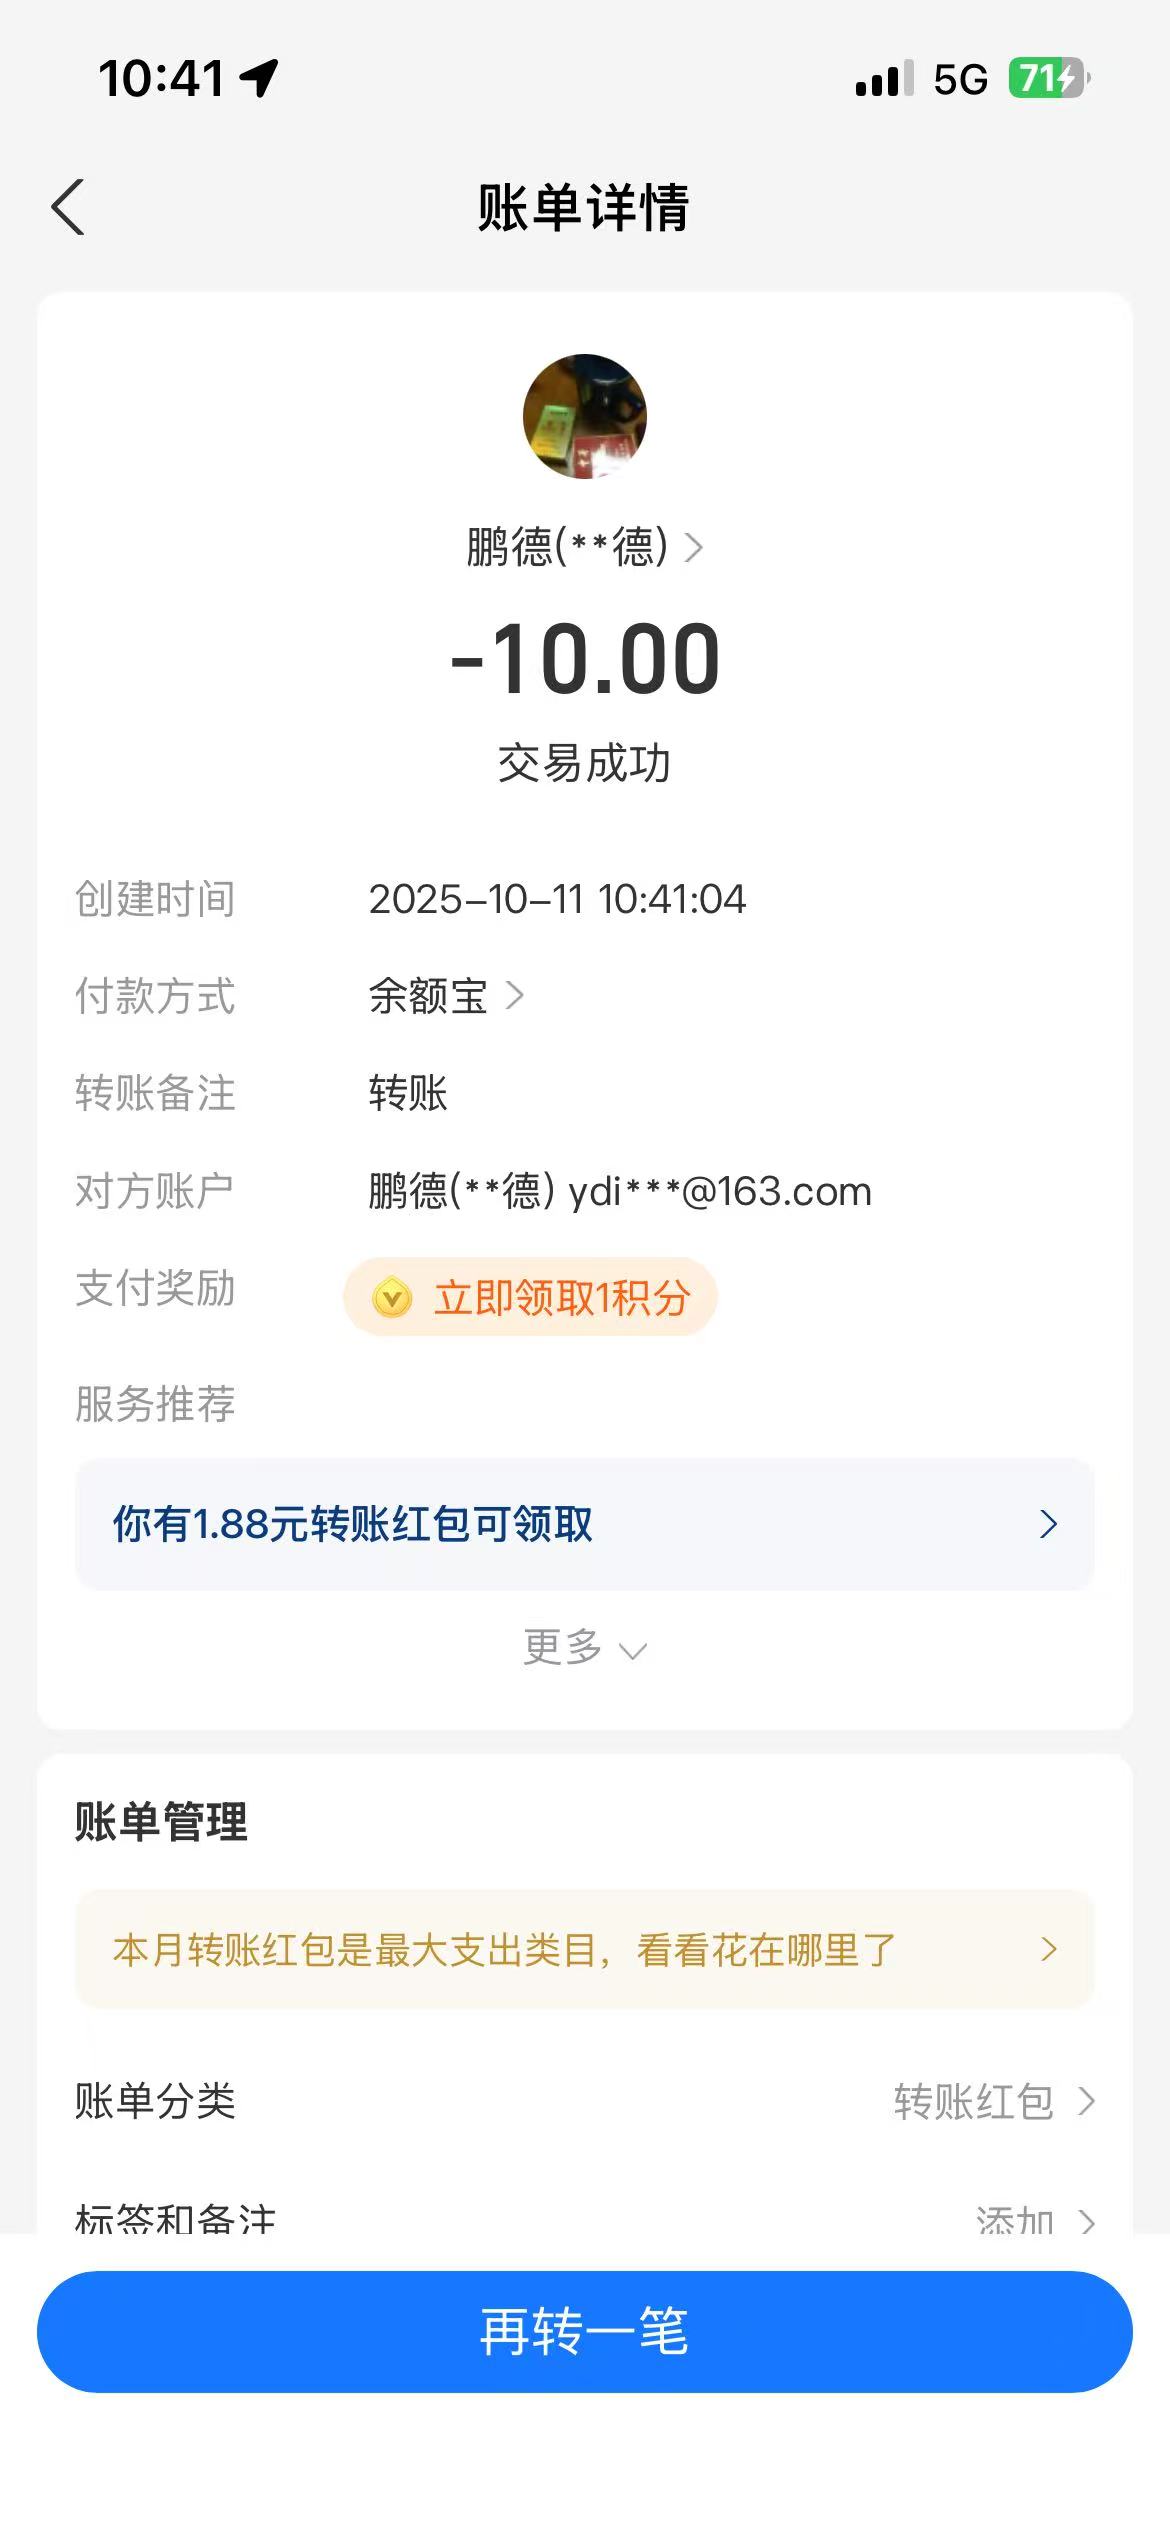 10:41
5G 71
账单详情
鹏德(**德)
-10.00
交易成功
创建时间 2025-10-11 10:41:04
付款方式 余额宝
转账备注 转账
对方账户 鹏德(**德) ydi***@163.com
支付奖励 立即领取1积分
服务推荐
你有1.88元转账红包可领取
更多
账单管理
本月转账红包是最大支出类目，看看花在哪里了
账单分类 转账红包
标签和备注 添加
再转一笔